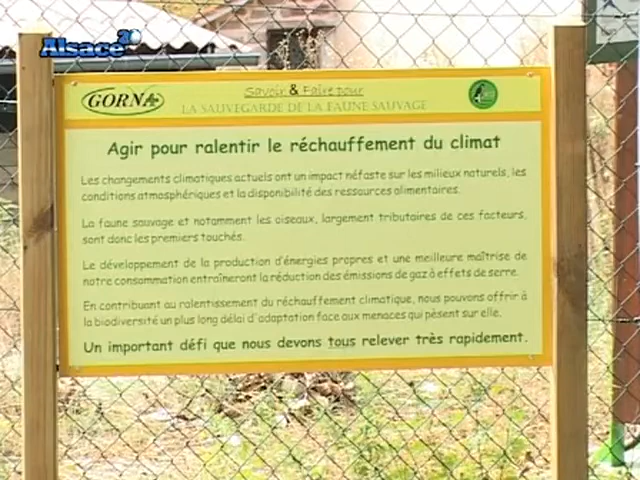 Alsace20
GORNA
Savoir & Faire pour
LA SAUVEGARDE DE LA FAUNE SAUVAGE
Agir pour ralentir le réchauffement du climat
Les changements climatiques actuels ont un impact néfaste sur les milieux naturels, les
conditions atmosphériques et la disponibilité des ressources alimentaires.
La faune sauvage et notamment les oiseaux, largement tributaires de ces facteurs,
sont donc les premiers touchés.
Le développement de la production d'énergies propres et une meilleure maîtrise de
notre consommation entraîneront la réduction des émissions de gaz à effets de serre.
En contribuant au ralentissement du réchauffement climatique, nous pouvons offrir à
la biodiversité un plus long délai d'adaptation face aux menaces qui pèsent sur elle.
Un important défi que nous devons tous relever très rapidement.